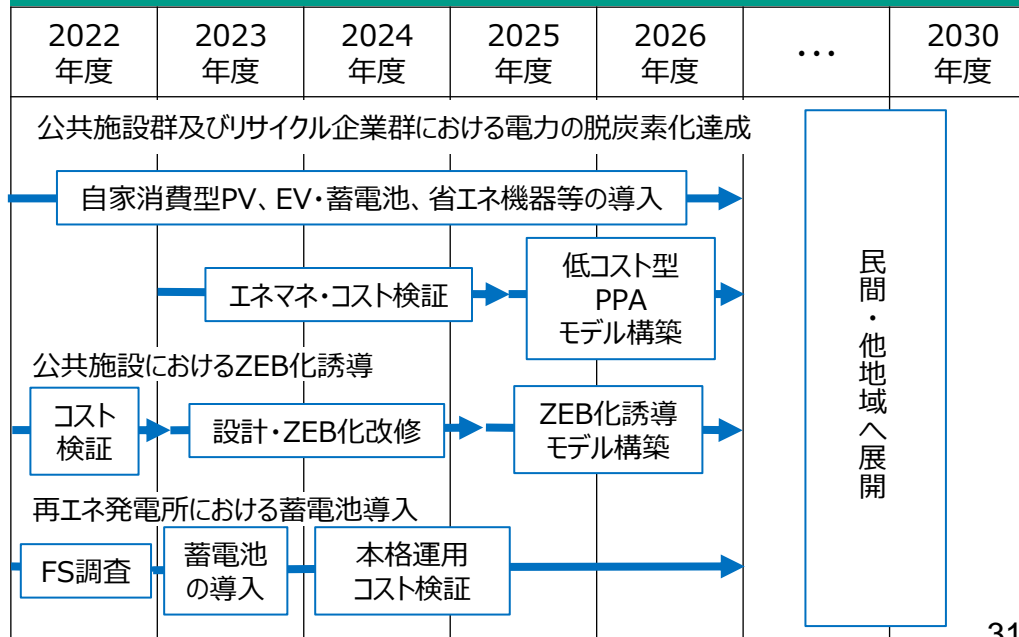 2022
年度
2023
年度
2024
年度
2025
年度
2026
年度
…
2030
年度
公共施設群及びリサイクル企業群における電力の脱炭素化達成
自家消費型PV、EV・蓄電池、省エネ機器等の導入
エネマネ・コスト検証
低コスト型
PPA
モデル構築
公共施設におけるZEB化誘導
コスト
検証
設計・ZEB化改修
ZEB化誘導
モデル構築
再エネ発電所における蓄電池導入
FS調査
蓄電池
の導入
本格運用
コスト検証
民間・他地域へ展開
31